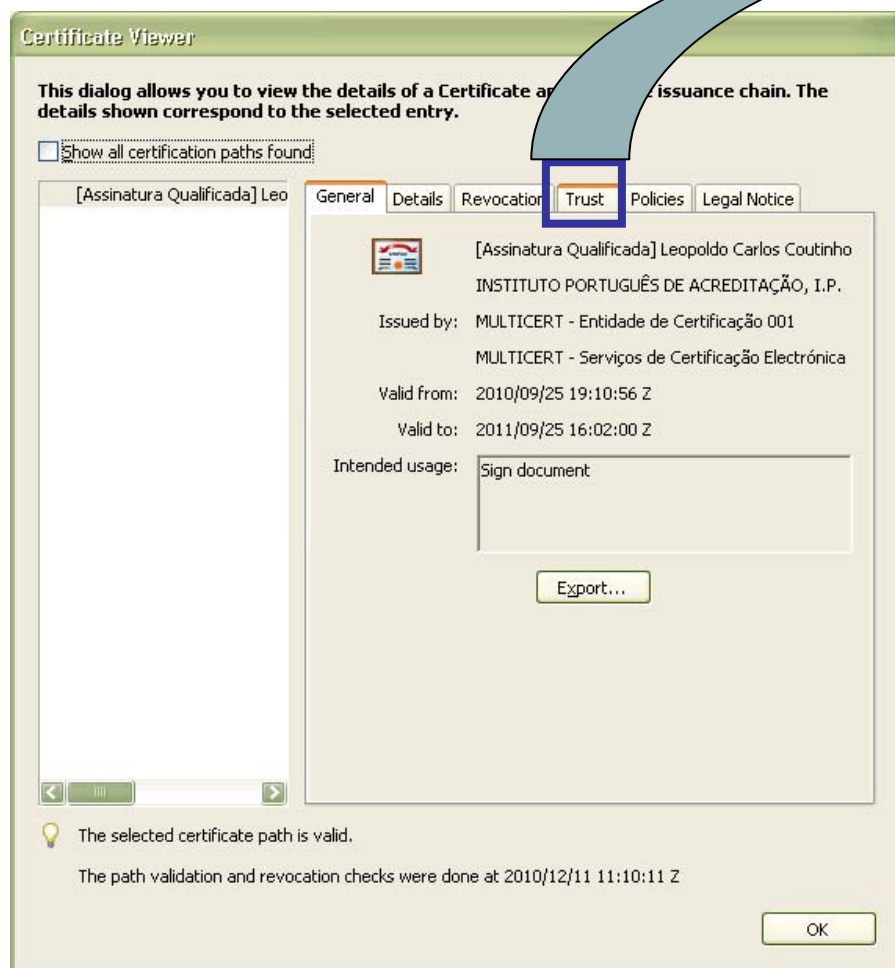 Certificate Viewer
This dialog allows you to view the details of a Certificate issuance chain. The
details shown correspond to the selected entry.
Show all certification paths found
[Assinatura Qualificada] Leo
General Details Revocation Trust Policies Legal Notice
[Assinatura Qualificada] Leopoldo Carlos Coutinho
INSTITUTO PORTUGUÊS DE ACREDITAÇÃO, I.P.
Issued by: MULTICERT - Entidade de Certificação 001
MULTICERT - Serviços de Certificação Electrónica
Valid from: 2010/09/25 19:10:56 Z
Valid to: 2011/09/25 16:02:00 Z
Intended usage: Sign document
Export...
The selected certificate path is valid.
The path validation and revocation checks were done at 2010/12/11 11:10:11 Z
OK